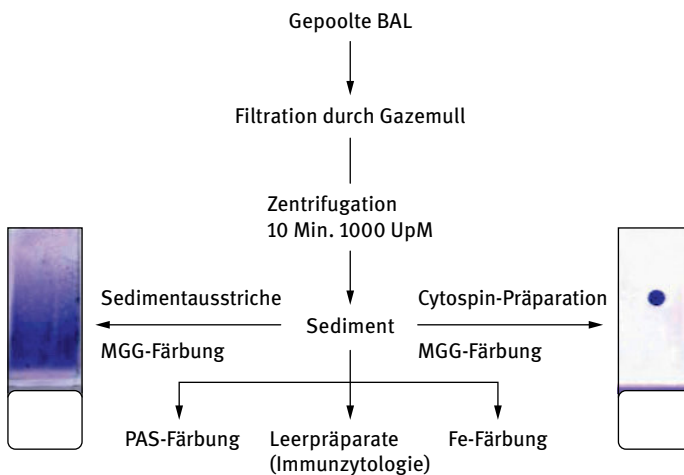 Gepoolte BAL
Filtration durch Gazemull
Zentrifugation
10 Min. 1000 UpM
Sedimentausstriche
MGG-Färbung
Sediment
Cytospin-Präparation
MGG-Färbung
PAS-Färbung
Leerpräparate
(Immunzytologie)
Fe-Färbung